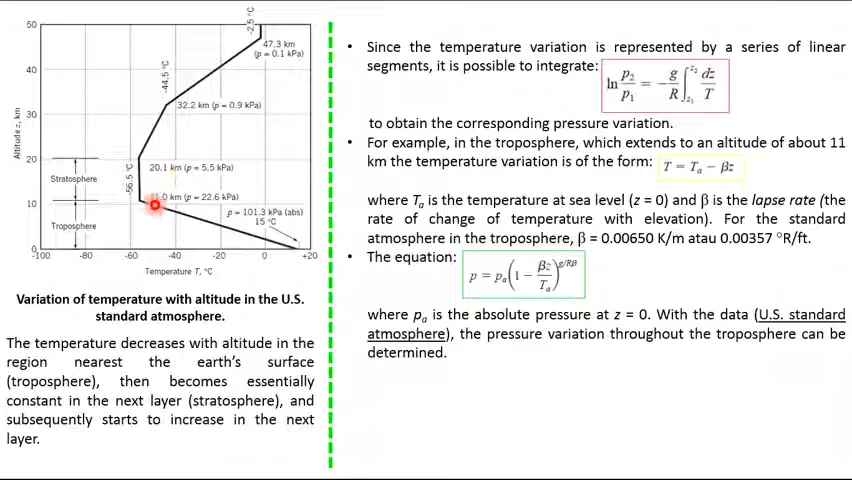 50
40
30
20
10
0
Altitude z, km
-2.5 °C
47.3 km
(p = 0.1 kPa)
-44.5 °C
32.2 km (p = 0.9 kPa)
20.1 km (p = 5.5 kPa)
-56.5 °C
0 km (p = 22.6 kPa)
Stratosphere
Troposphere
p = 101.3 kPa (abs)
15 °C
-100 -80 -60 -40 -20 0 +20
Temperature T, °C
Variation of temperature with altitude in the U.S.
standard atmosphere.
The temperature decreases with altitude in the
region nearest the earth's surface
(troposphere), then becomes essentially
constant in the next layer (stratosphere), and
subsequently starts to increase in the next
layer.
• Since the temperature variation is represented by a series of linear
segments, it is possible to integrate: ln p₂/p₁ = −g/R ∫_{z₁}^{z₂} dz/T
to obtain the corresponding pressure variation.
• For example, in the troposphere, which extends to an altitude of about 11
km the temperature variation is of the form: T = Tₐ − βz
where Tₐ is the temperature at sea level (z = 0) and β is the lapse rate (the
rate of change of temperature with elevation). For the standard
atmosphere in the troposphere, β = 0.00650 K/m atau 0.00357 °R/ft.
• The equation: p = pₐ(1 − βz/Tₐ)^{g/Rβ}
where pₐ is the absolute pressure at z = 0. With the data (U.S. standard
atmosphere), the pressure variation throughout the troposphere can be
determined.